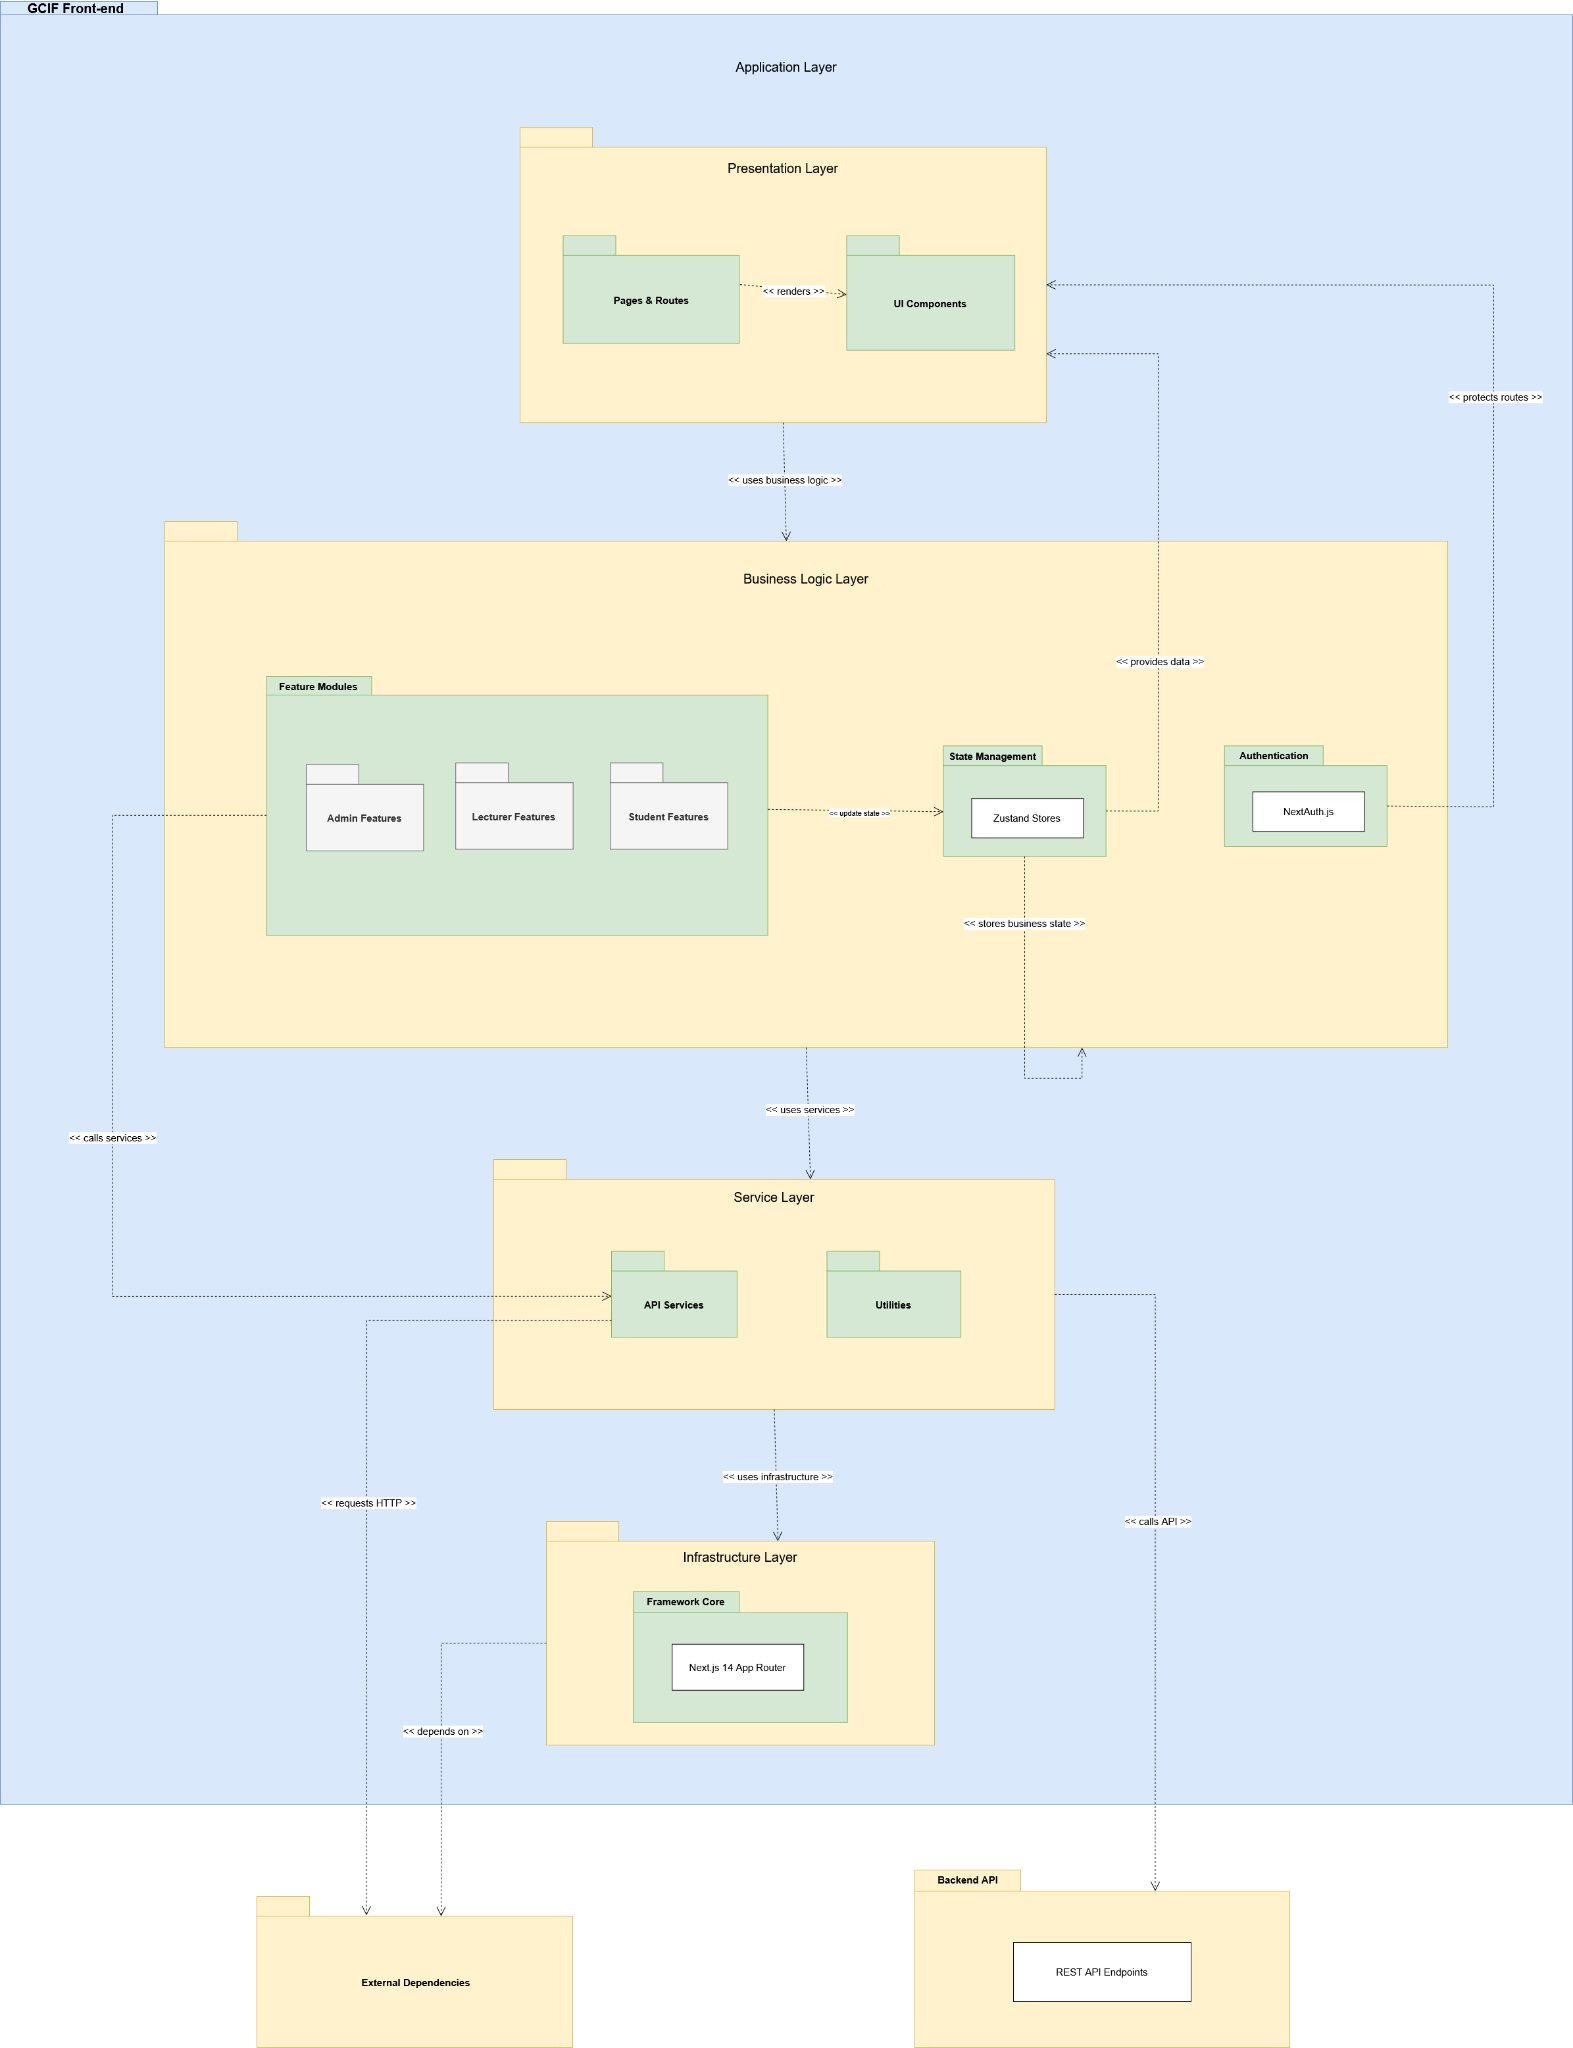 GCIF Front-end
Application Layer
Presentation Layer
Pages & Routes
<< renders >>
UI Components
<< protects routes >>
<< uses business logic >>
Business Logic Layer
<< provides data >>
Feature Modules
Admin Features
Lecturer Features
Student Features
<< update state >>
State Management
Zustand Stores
Authentication
NextAuth.js
<< stores business state >>
<< uses services >>
<< calls services >>
Service Layer
API Services
Utilities
<< uses infrastructure >>
<< requests HTTP >>
<< calls API >>
Infrastructure Layer
Framework Core
Next.js 14 App Router
<< depends on >>
Backend API
REST API Endpoints
External Dependencies